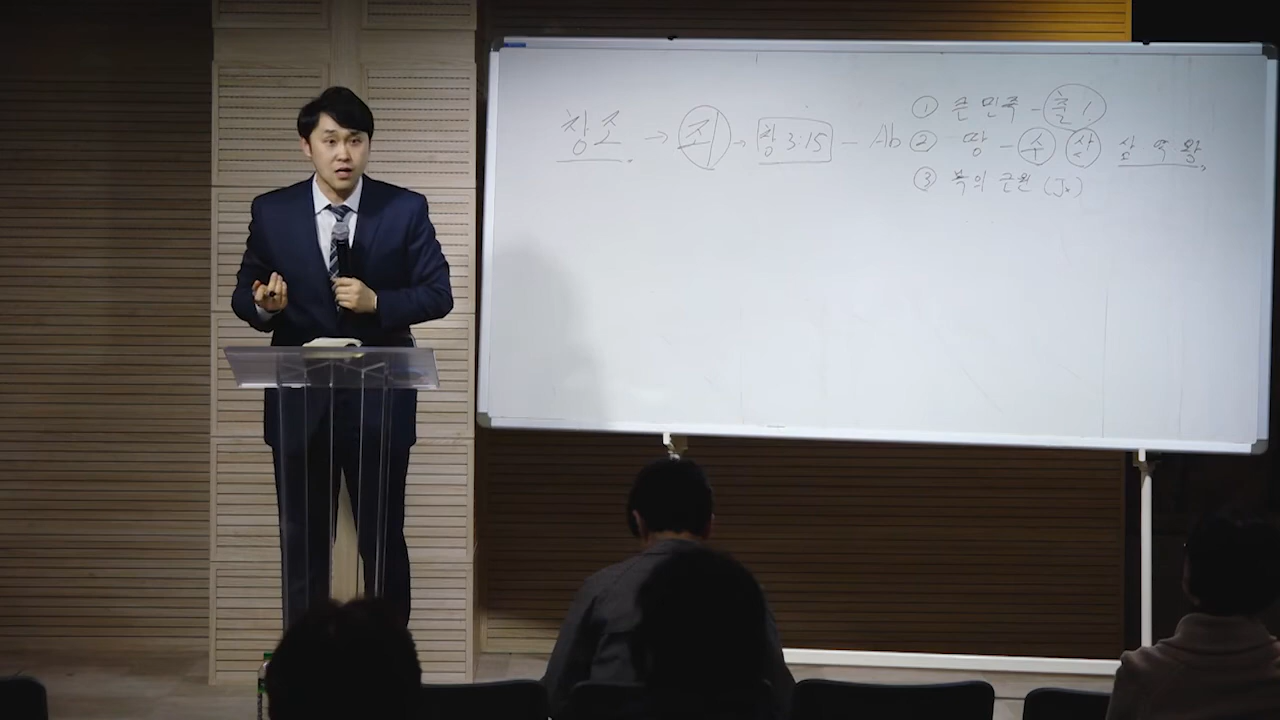 창조 → 죄 → 창 3:15 - Ab
① 큰 민족 - 출 1
② 땅 - 수 삿 삼 역 왕
③ 복의 근원 (J.)